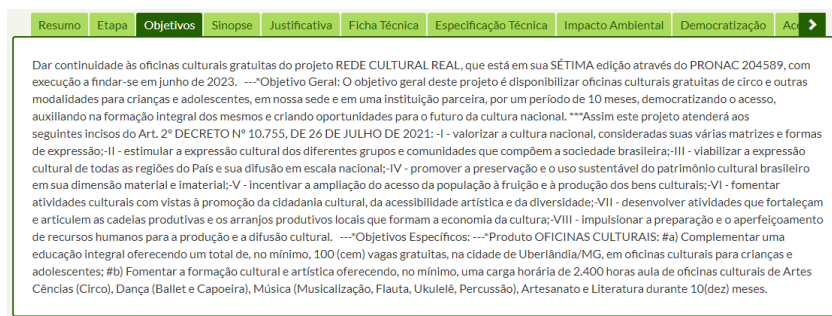 Resumo Etapa Objetivos Sinopse Justificativa Ficha Técnica Especificação Técnica Impacto Ambiental Democratização Ac
Dar continuidade às oficinas culturais gratuitas do projeto REDE CULTURAL REAL, que está em sua SÉTIMA edição através do PRONAC 204589, com
execução a findar-se em junho de 2023. ---*Objetivo Geral: O objetivo geral deste projeto é disponibilizar oficinas culturais gratuitas de circo e outras
modalidades para crianças e adolescentes, em nossa sede e em uma instituição parceira, por um período de 10 meses, democratizando o acesso,
auxiliando na formação integral dos mesmos e criando oportunidades para o futuro da cultura nacional. ***Assim este projeto atenderá aos
seguintes incisos do Art. 2º DECRETO Nº 10.755, DE 26 DE JULHO DE 2021: -I - valorizar a cultura nacional, consideradas suas várias matrizes e formas
de expressão;-II - estimular a expressão cultural dos diferentes grupos e comunidades que compõem a sociedade brasileira;-III - viabilizar a expressão
cultural de todas as regiões do País e sua difusão em escala nacional;-IV - promover a preservação e o uso sustentável do patrimônio cultural brasileiro
em sua dimensão material e imaterial;-V - incentivar a ampliação do acesso da população à fruição e à produção dos bens culturais;-VI - fomentar
atividades culturais com vistas à promoção da cidadania cultural, da acessibilidade artística e da diversidade;-VII - desenvolver atividades que fortaleçam
e articulem as cadeias produtivas e os arranjos produtivos locais que formam a economia da cultura;-VIII - impulsionar a preparação e o aperfeiçoamento
de recursos humanos para a produção e a difusão cultural. ---*Objetivos Específicos: ---*Produto OFICINAS CULTURAIS: #a) Complementar uma
educação integral oferecendo um total de, no mínimo, 100 (cem) vagas gratuitas, na cidade de Uberlândia/MG, em oficinas culturais para crianças e
adolescentes; #b) Fomentar a formação cultural e artística oferecendo, no mínimo, uma carga horária de 2.400 horas aula de oficinas culturais de Artes
Cências (Circo), Dança (Ballet e Capoeira), Música (Musicalização, Flauta, Ukulelê, Percussão), Artesanato e Literatura durante 10(dez) meses.